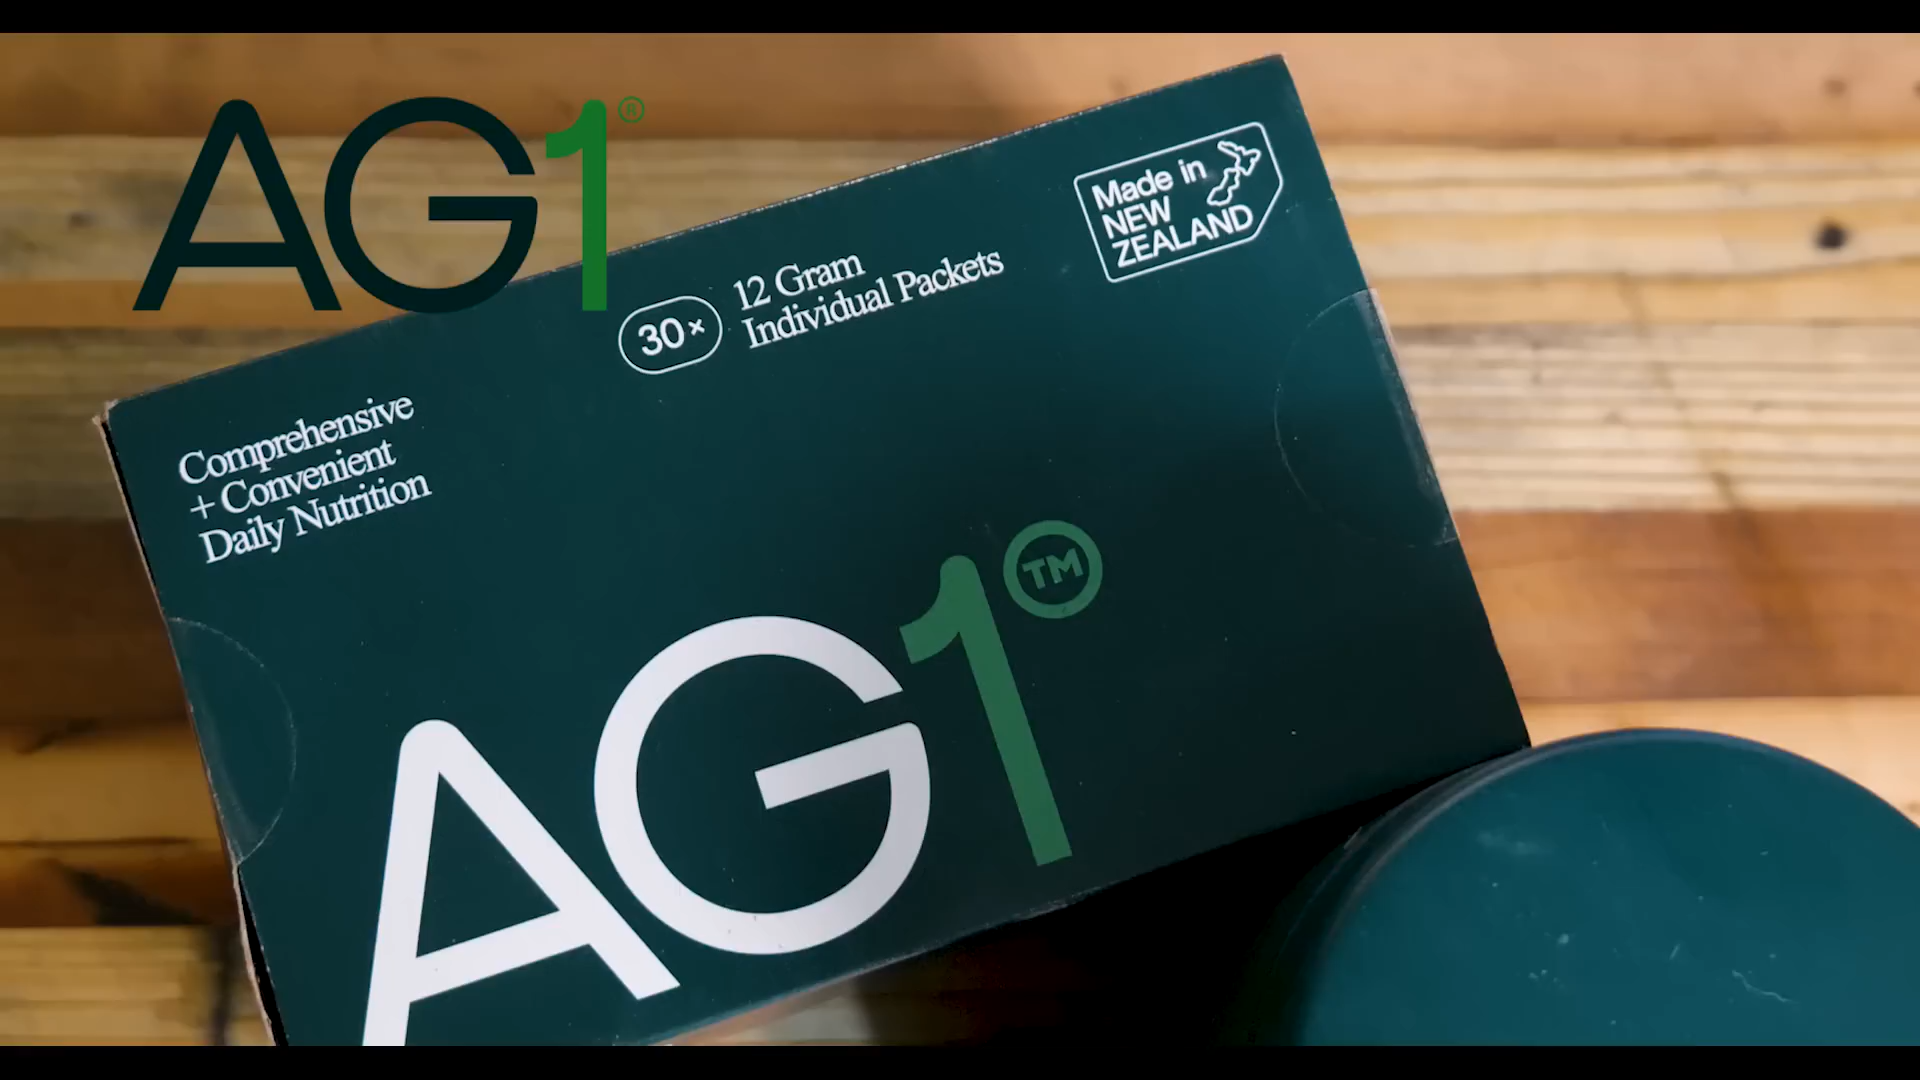 AG1®
Made in
NEW
ZEALAND
30×
12 Gram
Individual Packets
Comprehensive
+ Convenient
Daily Nutrition
AG1™